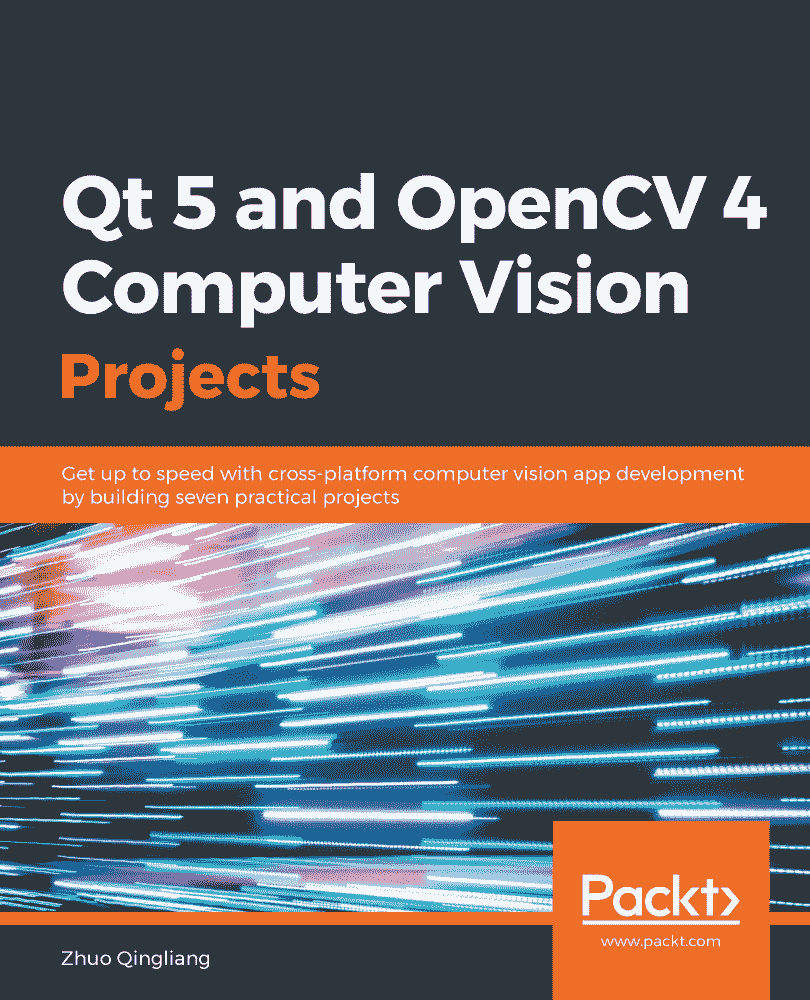 Qt 5 and OpenCV 4
Computer Vision
Projects
Get up to speed with cross-platform computer vision app development
by building seven practical projects
Packt>
www.packt.com
Zhuo Qingliang